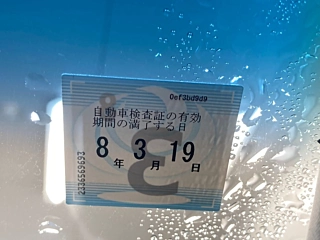 0ef3bd9d9
自動車検査証の有効
期間の満了する日
8年 3月 19日
2336569693